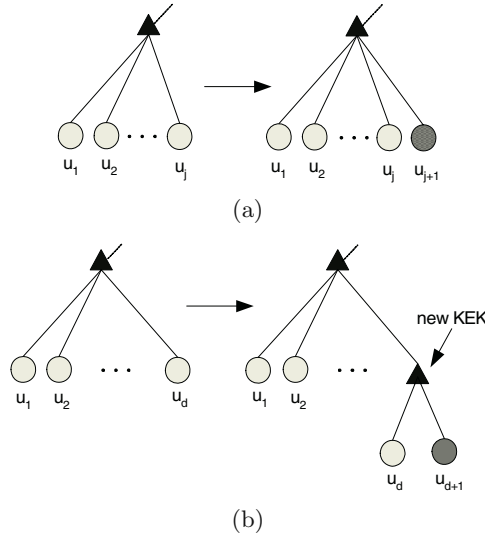 u1 u2 ... uj u1 u2 ... uj uj+1
(a)
new KEK
u1 u2 ... ud u1 u2 ...
ud ud+1
(b)